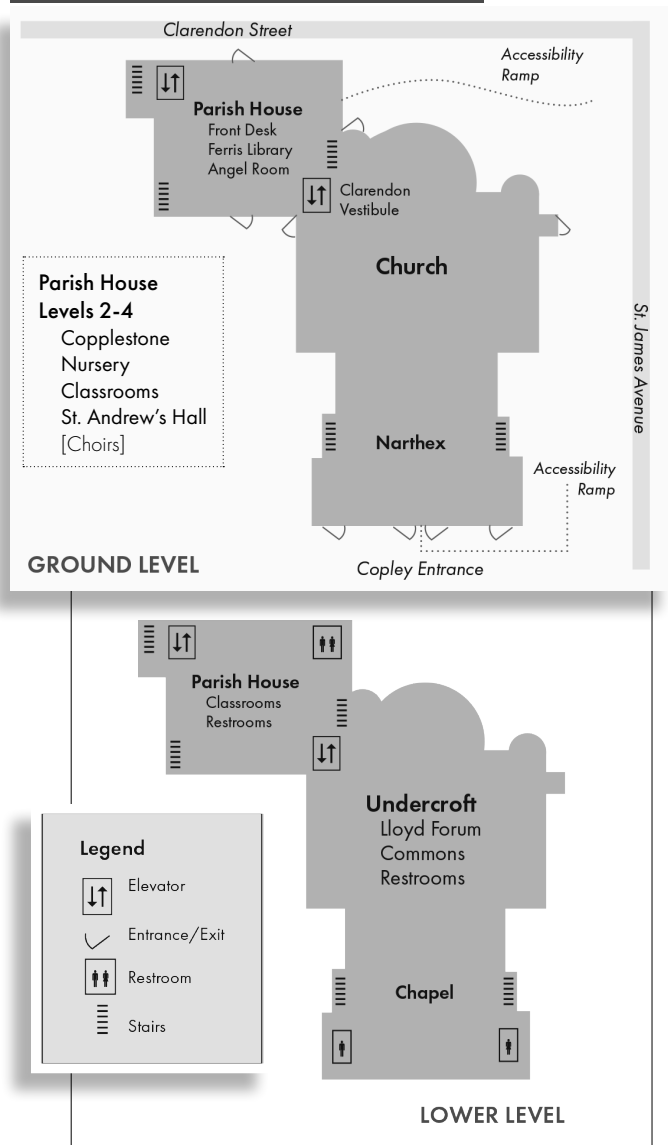 Clarendon Street
Accessibility
Ramp
Parish House
Front Desk
Ferris Library
Angel Room
Clarendon
Vestibule
Church
Parish House
Levels 2-4
Copplestone
Nursery
Classrooms
St. Andrew's Hall
[Choirs]
St. James Avenue
Narthex
Accessibility
Ramp
Copley Entrance
GROUND LEVEL
Parish House
Classrooms
Restrooms
Undercroft
Lloyd Forum
Commons
Restrooms
Legend
Elevator
Entrance/Exit
Restroom
Stairs
Chapel
LOWER LEVEL